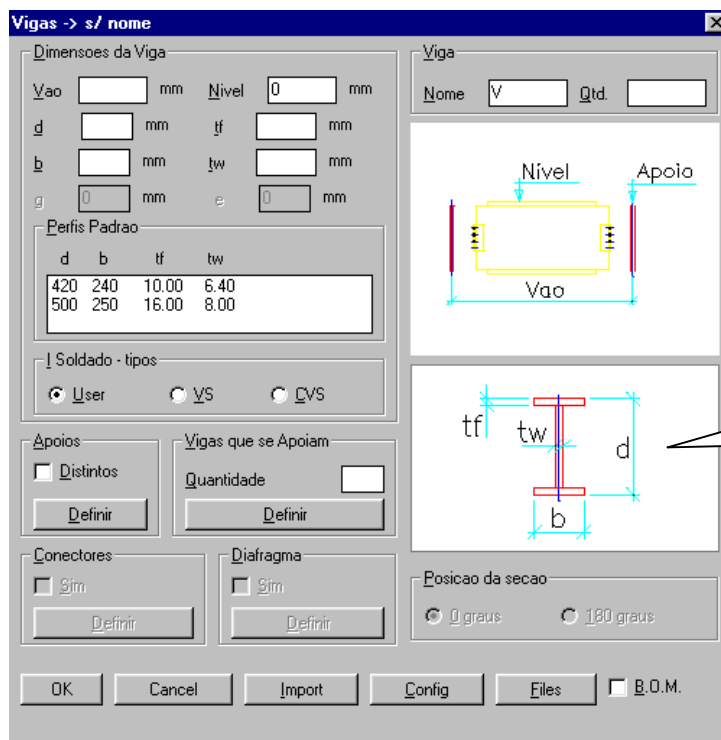 Vigas -> s/ nome
Dimensoes da Viga
Vao mm Nivel 0 mm
d mm tf mm
b mm tw mm
g 0 mm e 0 mm
Perfis Padrao
d b tf tw
420 240 10.00 6.40
500 250 16.00 8.00
I Soldado - tipos
User VS CVS
Apoios
Distintos
Definir
Vigas que se Apoiam
Quantidade
Definir
Conectores
Sim
Definir
Diafragma
Sim
Definir
Viga
Nome V Qtd.
Nível Apoio
Vao
tf tw d
b
Posicao da secao
0 graus 180 graus
OK Cancel Import Config Files B.O.M.